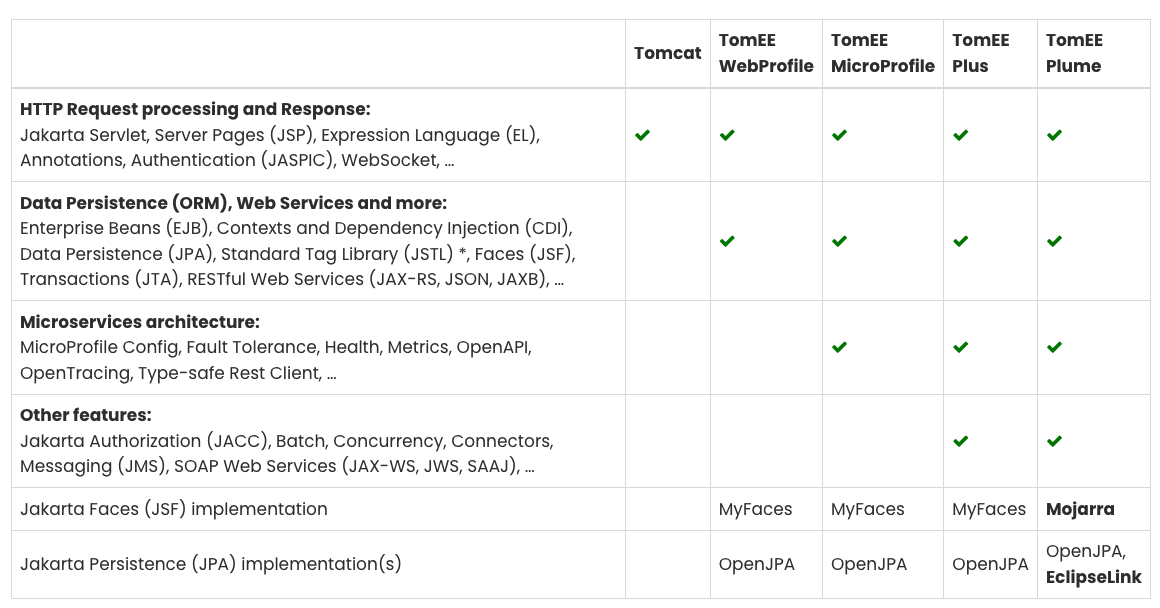 Tomcat
TomEE
WebProfile
TomEE
MicroProfile
TomEE
Plus
TomEE
Plume
HTTP Request processing and Response:
Jakarta Servlet, Server Pages (JSP), Expression Language (EL),
Annotations, Authentication (JASPIC), WebSocket, ...
✔ ✔ ✔ ✔ ✔
Data Persistence (ORM), Web Services and more:
Enterprise Beans (EJB), Contexts and Dependency Injection (CDI),
Data Persistence (JPA), Standard Tag Library (JSTL) *, Faces (JSF),
Transactions (JTA), RESTful Web Services (JAX-RS, JSON, JAXB), ...
✔ ✔ ✔ ✔
Microservices architecture:
MicroProfile Config, Fault Tolerance, Health, Metrics, OpenAPI,
OpenTracing, Type-safe Rest Client, ...
✔ ✔ ✔
Other features:
Jakarta Authorization (JACC), Batch, Concurrency, Connectors,
Messaging (JMS), SOAP Web Services (JAX-WS, JWS, SAAJ), ...
✔ ✔
Jakarta Faces (JSF) implementation
MyFaces
MyFaces
MyFaces
Mojarra
Jakarta Persistence (JPA) implementation(s)
OpenJPA
OpenJPA
OpenJPA
OpenJPA,
EclipseLink